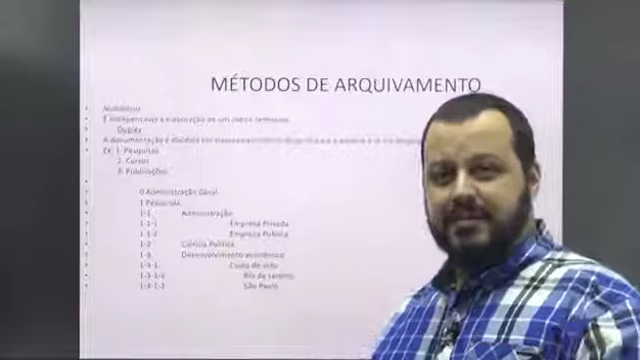 MÉTODOS DE ARQUIVAMENTO
Numéricos
É indispensável a elaboração de um índice remissivo
Duplex
A documentação é dividida em
Ex: 1. Pesquisas
2. Cursos
3. Publicações
0 Administração Geral
1 Pesquisas
1-1 Administração
1-1-1 Empresa Privada
1-1-2 Empresa Pública
1-2 Ciência Política
1-3 Desenvolvimento econômico
1-3-1 Custo de vida
1-3-1-1 Rio de Janeiro
1-3-1-2 São Paulo